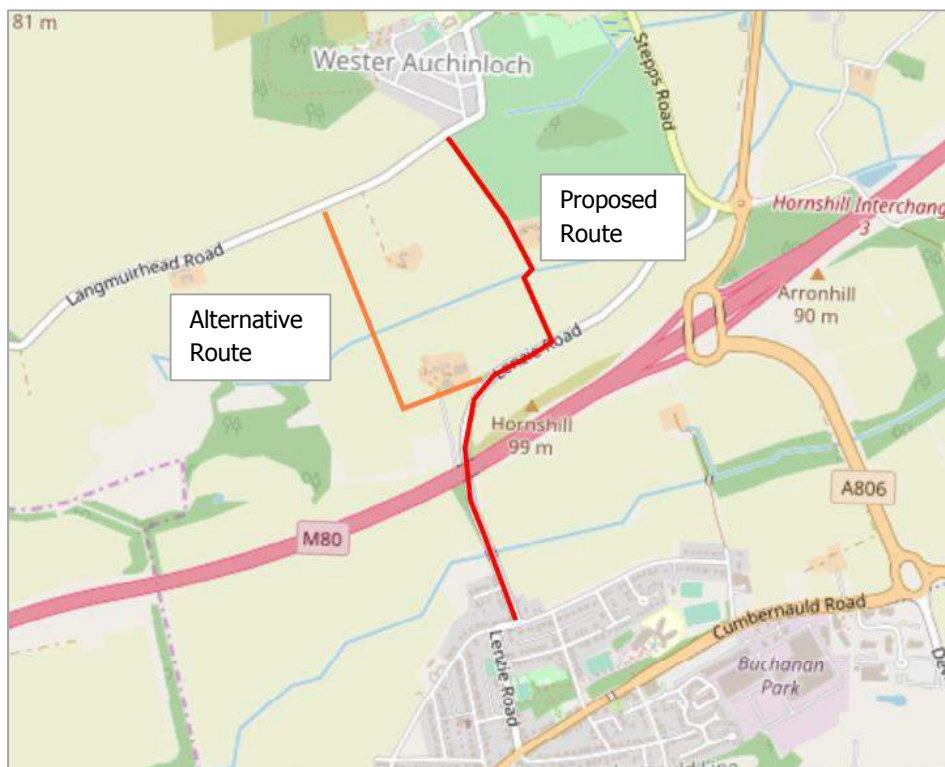 81 m
Wester Auchinloch
Stepps Road
Proposed
Route
Hornshill Interchang
3
Langmuirhead Road
Arronhill
90 m
Alternative
Route
Lenzie Road
Hornshill
99 m
A806
M80
Cumbernauld Road
Lenzie Road
Buchanan
Park